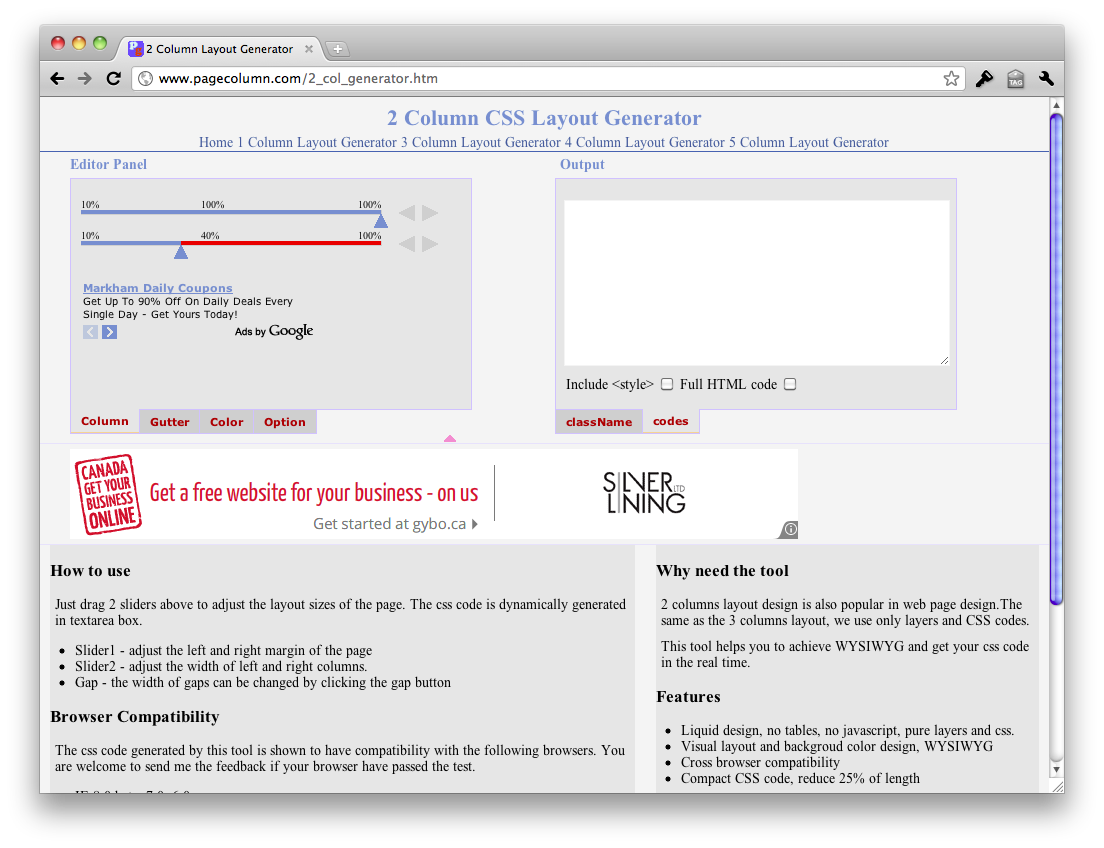 2 Column Layout Generator
www.pagecolumn.com/2_col_generator.htm
TAG
2 Column CSS Layout Generator
Home 1 Column Layout Generator 3 Column Layout Generator 4 Column Layout Generator 5 Column Layout Generator
Editor Panel
10% 100% 100%
10% 40% 100%
Markham Daily Coupons
Get Up To 90% Off On Daily Deals Every
Single Day - Get Yours Today!
Ads by Google
Column Gutter Color Option
Output
Include <style> Full HTML code
className codes
CANADA
GET YOUR
BUSINESS
ONLINE
Get a free website for your business - on us
Get started at gybo.ca
SILVER LTD
LINING
How to use
Just drag 2 sliders above to adjust the layout sizes of the page. The css code is dynamically generated
in textarea box.
Slider1 - adjust the left and right margin of the page
Slider2 - adjust the width of left and right columns.
Gap - the width of gaps can be changed by clicking the gap button
Browser Compatibility
The css code generated by this tool is shown to have compatibility with the following browsers. You
are welcome to send me the feedback if your browser have passed the test.
Why need the tool
2 columns layout design is also popular in web page design.The
same as the 3 columns layout, we use only layers and CSS codes.
This tool helps you to achieve WYSIWYG and get your css code
in the real time.
Features
Liquid design, no tables, no javascript, pure layers and css.
Visual layout and backgroud color design, WYSIWYG
Cross browser compatibility
Compact CSS code, reduce 25% of length